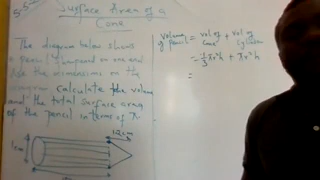 Surface Area of a
Cone
The diagram below shows
a pencil sharpened on one end
Use the dimensions on the
diagram calculate the volume
and the total surface area
of the pencil in terms of π
12cm
1cm
volume of pencil = vol of cone + vol of cylinder
= 1/3 πr²h + πr²h
=